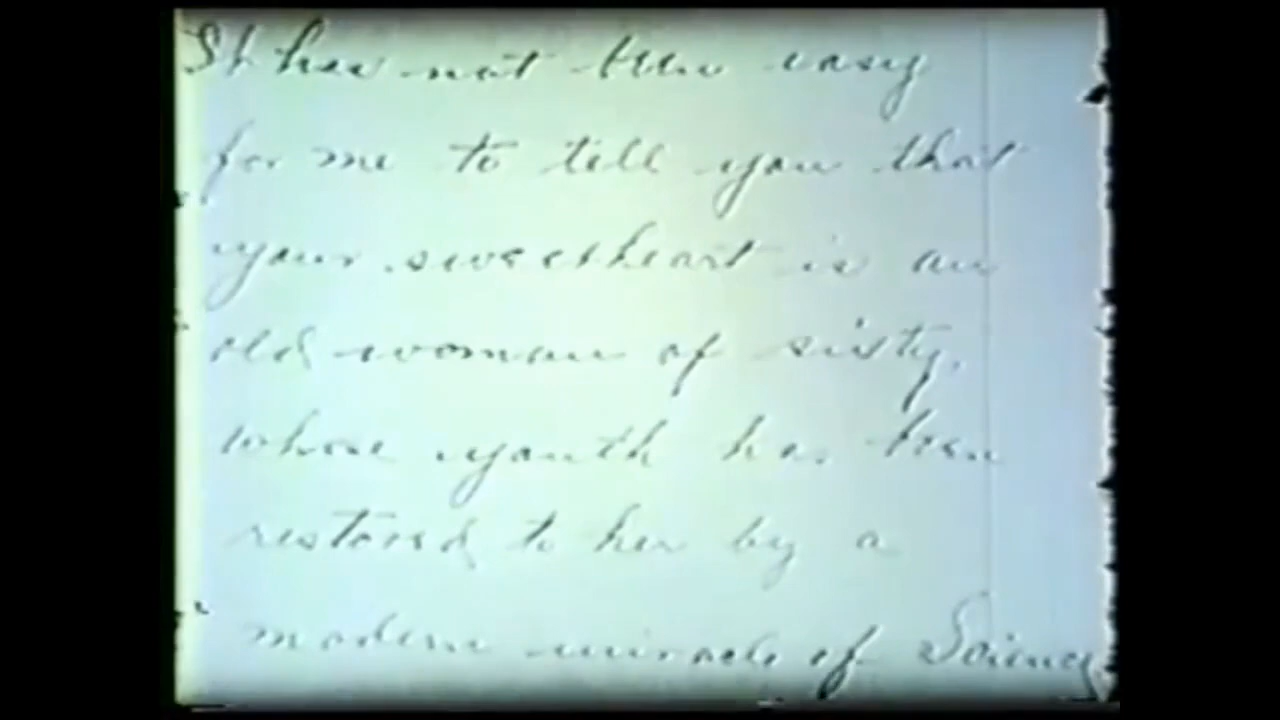 It has not been easy
for me to tell you that
your sweetheart is an
old woman of sixty,
whose youth has been
restored to her by a
modern miracle of Science